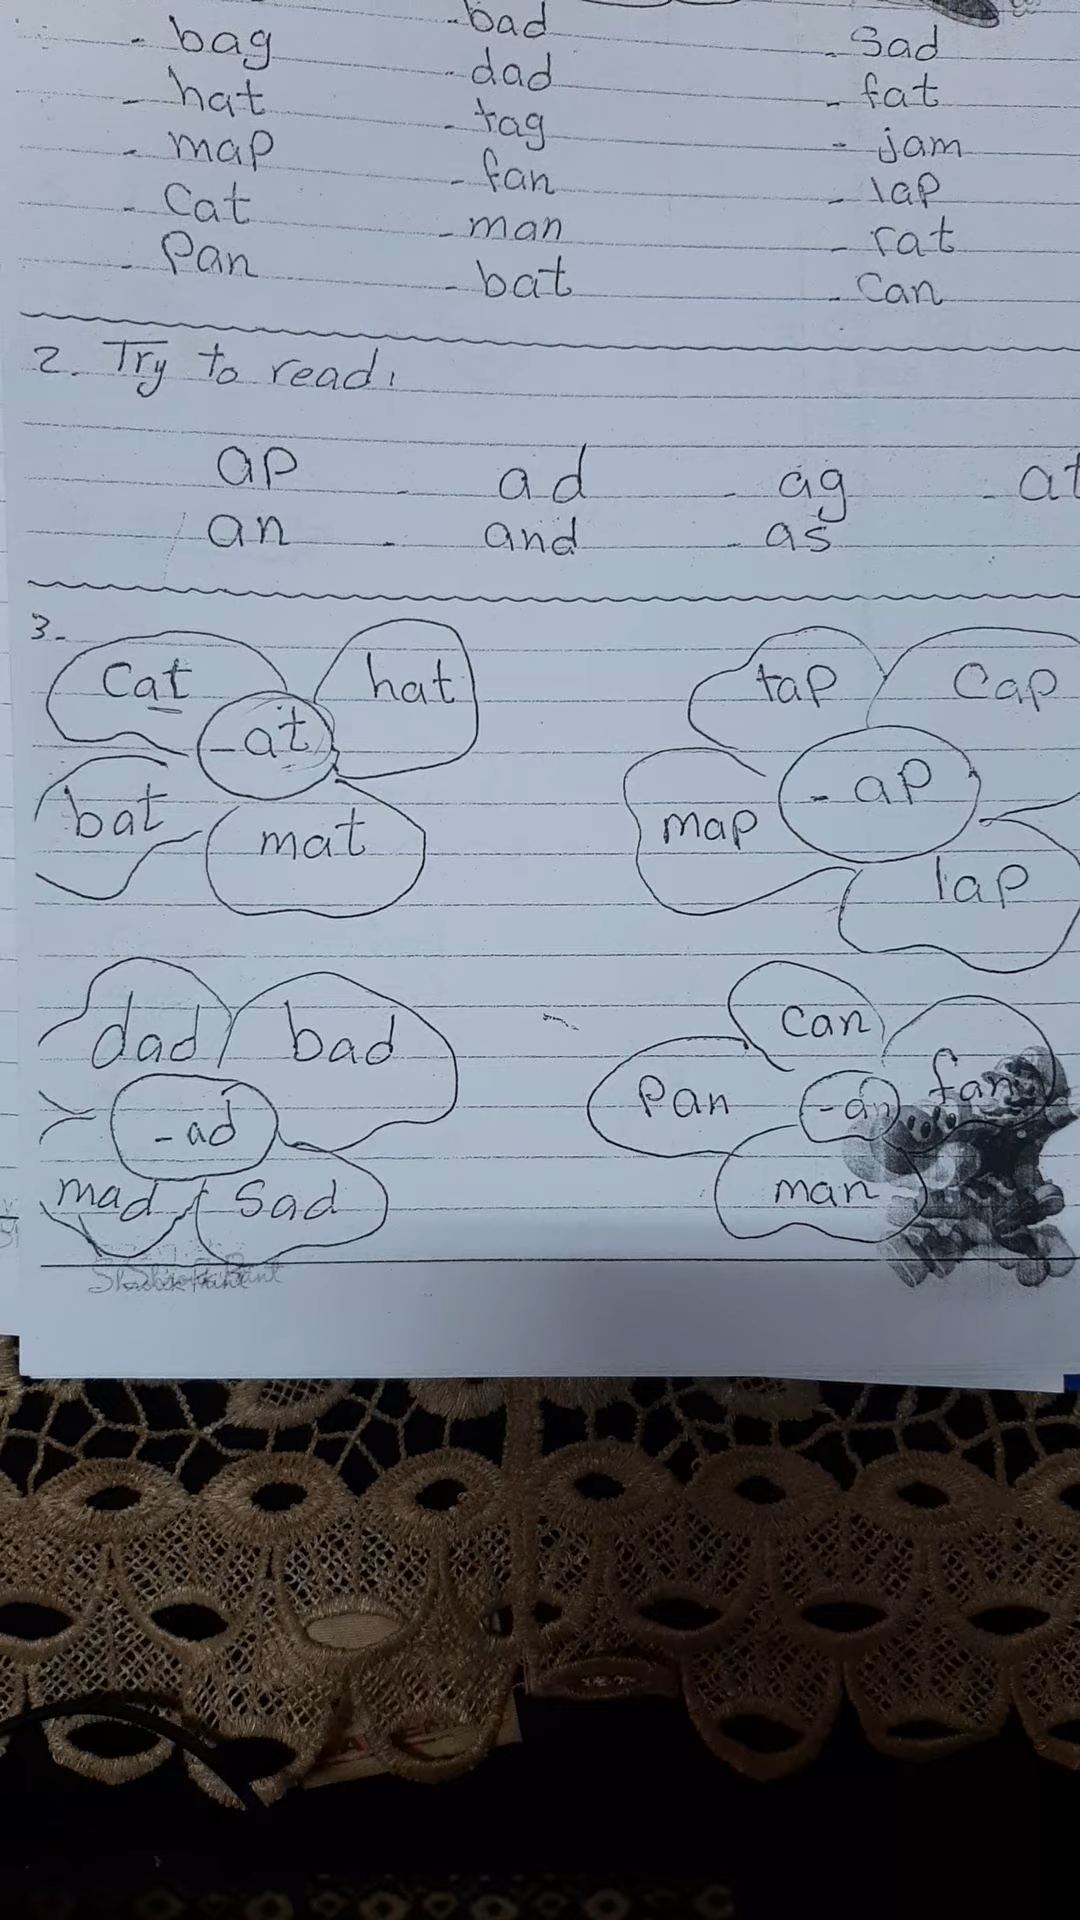 - bag - bad - sad
- hat - dad - fat
- map - tag - jam
- Cat - fan - lap
- Pan - man - rat
- bat - can
2. Try to read:
ap - ad - ag - at
an - and - as
3-
Cat hat
-at
bat mat
tap Cap
-ap
map lap
dad bad
-ad
mad Sad
can
Pan -an fan
man